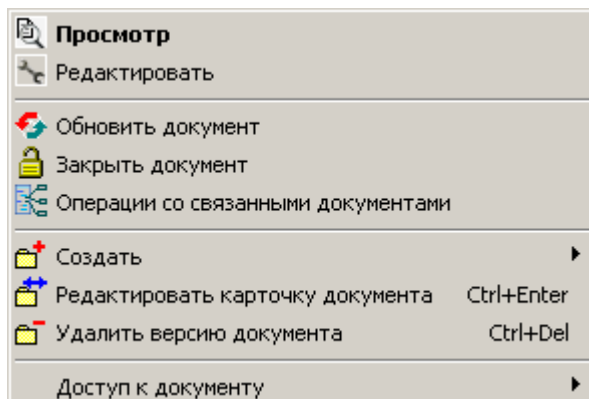 Просмотр
Редактировать
Обновить документ
Закрыть документ
Операции со связанными документами
Создать
Редактировать карточку документа Ctrl+Enter
Удалить версию документа Ctrl+Del
Доступ к документу